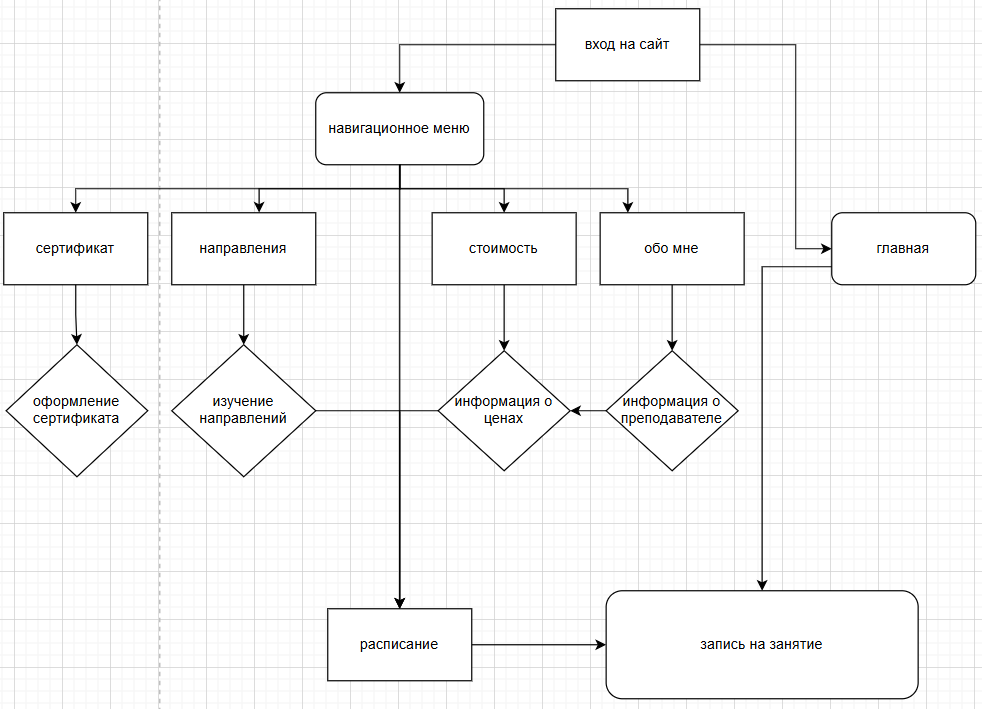 вход на сайт
навигационное меню
сертификат
направления
стоимость
обо мне
главная
оформление
сертификата
изучение
направлений
информация о
ценах
информация о
преподавателе
расписание
запись на занятие